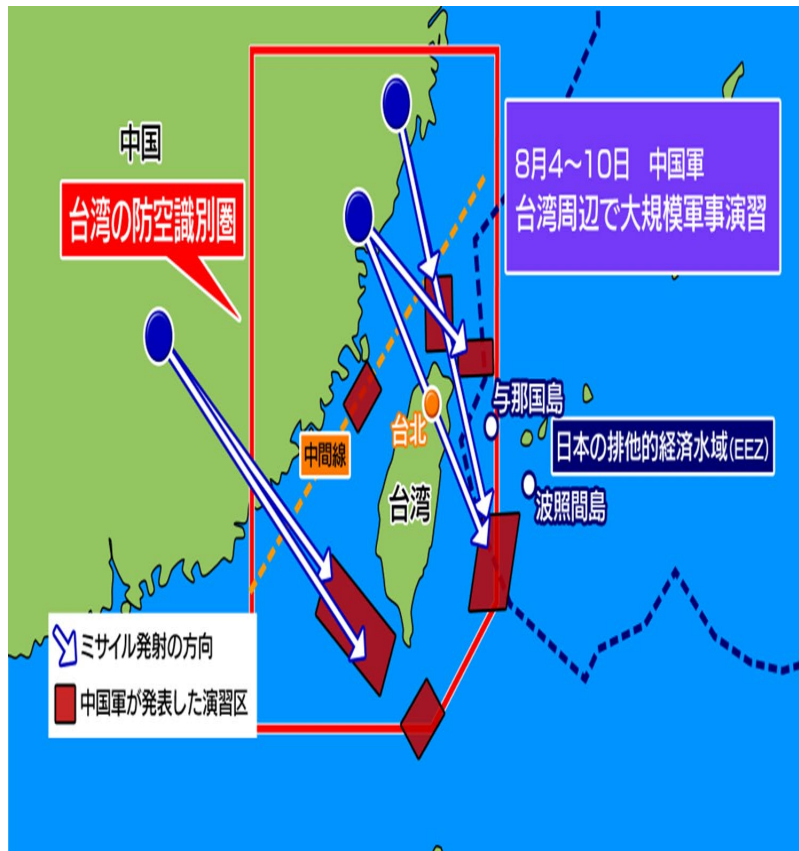 中国
台湾の防空識別圏
8月4〜10日 中国軍
台湾周辺で大規模軍事演習
与那国島
台北
日本の排他的経済水域(EEZ)
中間線
台湾
波照間島
ミサイル発射の方向
中国軍が発表した演習区